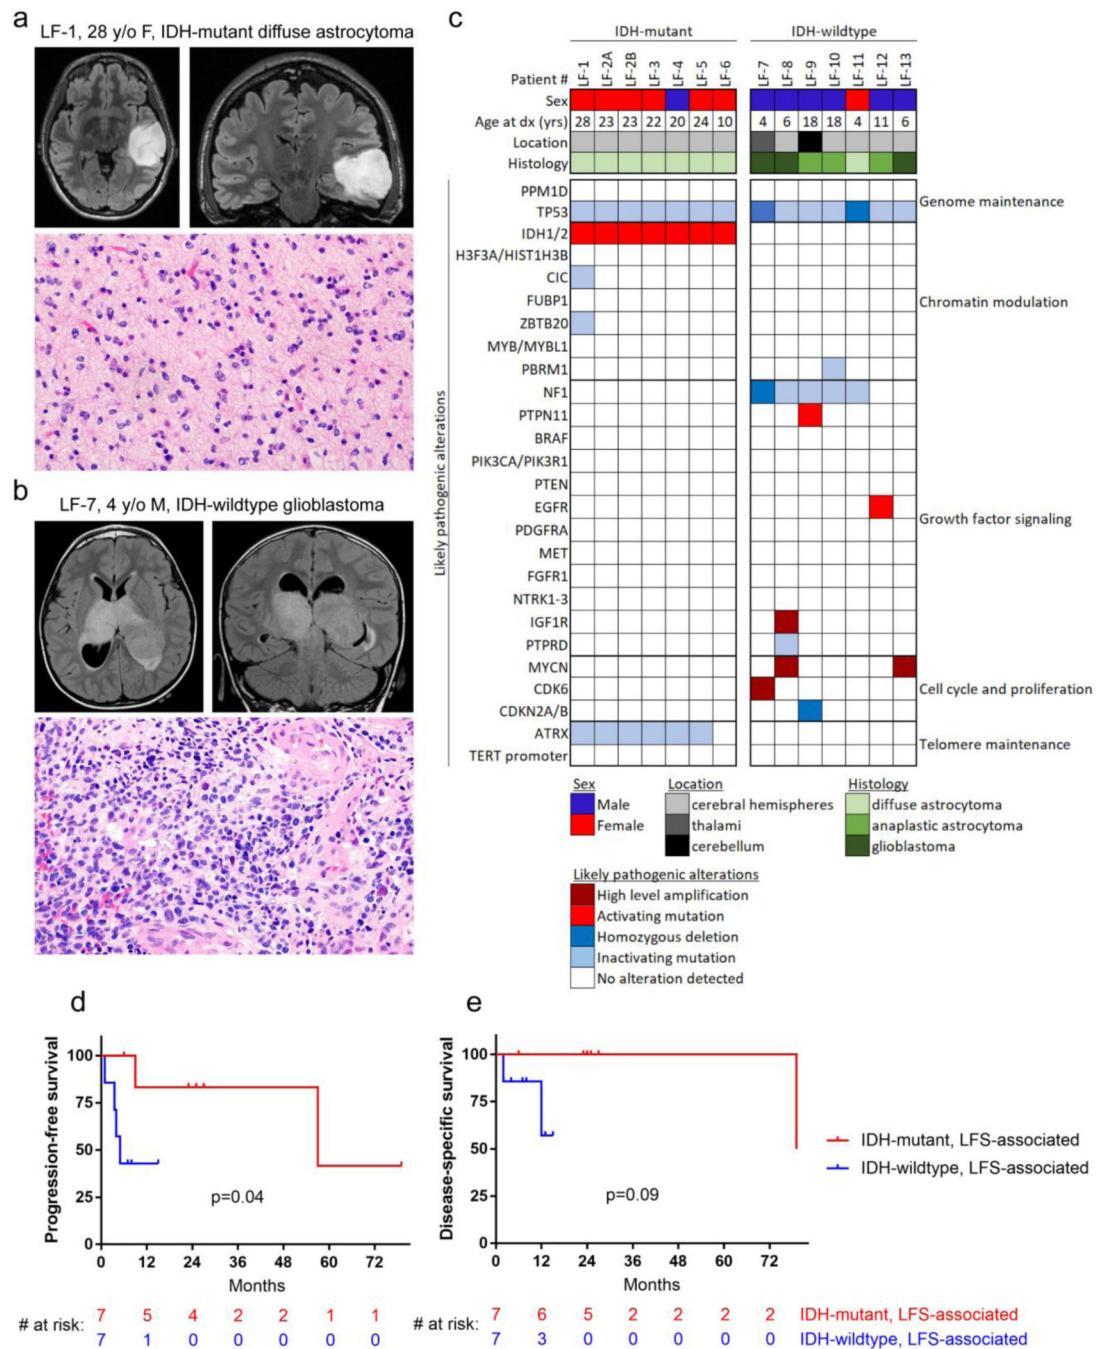 a
LF-1, 28 y/o F, IDH-mutant diffuse astrocytoma
b
LF-7, 4 y/o M, IDH-wildtype glioblastoma
c
IDH-mutant IDH-wildtype
Patient # LF-1 LF-2A LF-2B LF-3 LF-4 LF-5 LF-6 LF-7 LF-8 LF-9 LF-10 LF-11 LF-12 LF-13
Sex
Age at dx (yrs) 28 23 23 22 20 24 10 4 6 18 18 4 11 6
Location
Histology
Likely pathogenic alterations
PPM1D
TP53
IDH1/2
H3F3A/HIST1H3B
CIC
FUBP1
ZBTB20
MYB/MYBL1
PBRM1
NF1
PTPN11
BRAF
PIK3CA/PIK3R1
PTEN
EGFR
PDGFRA
MET
FGFR1
NTRK1-3
IGF1R
PTPRD
MYCN
CDK6
CDKN2A/B
ATRX
TERT promoter
Genome maintenance
Chromatin modulation
Growth factor signaling
Cell cycle and proliferation
Telomere maintenance
Sex
Male
Female
Location
cerebral hemispheres
thalami
cerebellum
Histology
diffuse astrocytoma
anaplastic astrocytoma
glioblastoma
Likely pathogenic alterations
High level amplification
Activating mutation
Homozygous deletion
Inactivating mutation
No alteration detected
d
Progression-free survival
100
75
50
25
0
p=0.04
0 12 24 36 48 60 72
Months
# at risk:
7 5 4 2 2 1 1
7 1 0 0 0 0 0
e
Disease-specific survival
100
75
50
25
0
p=0.09
0 12 24 36 48 60 72
Months
IDH-mutant, LFS-associated
IDH-wildtype, LFS-associated
# at risk:
7 6 5 2 2 2 2 IDH-mutant, LFS-associated
7 3 0 0 0 0 0 IDH-wildtype, LFS-associated